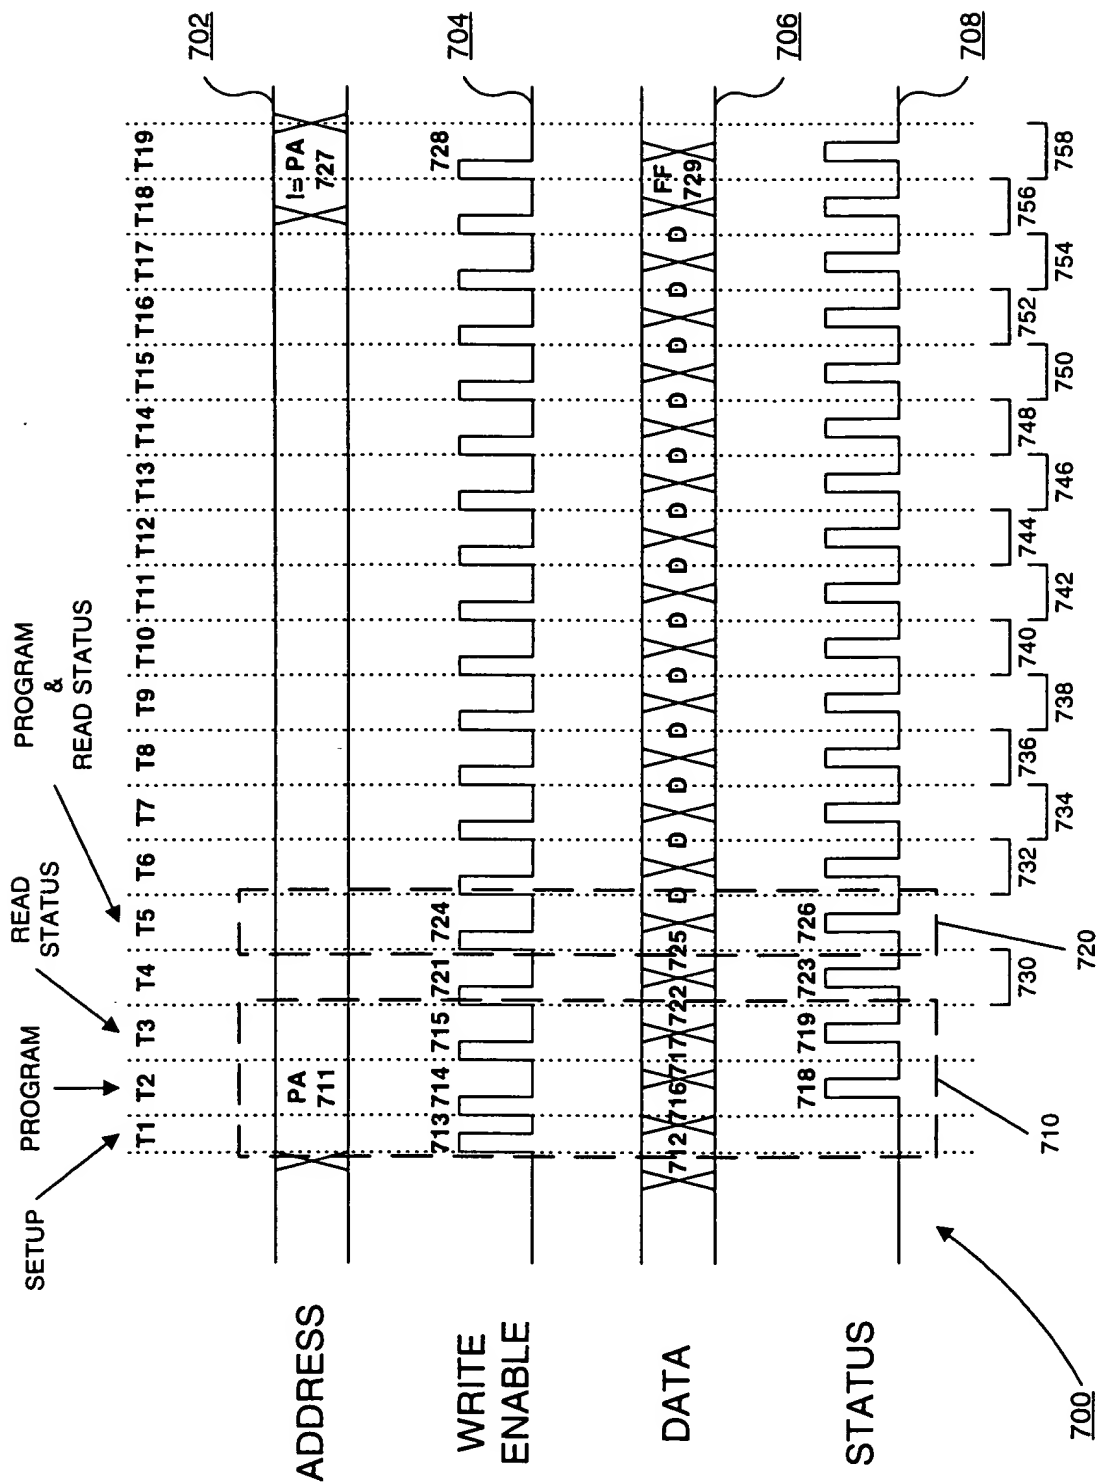 SETUP
PROGRAM
READ
STATUS
PROGRAM
&
READ STATUS
T1 T2 T3 T4 T5 T6 T7 T8 T9 T10 T11 T12 T13 T14 T15 T16 T17 T18 T19
702
ADDRESS
PA
711
!= PA
727
704
WRITE
ENABLE
713 714 715 721 724 728
706
DATA
712 716 717 722 725 D D D D D D D D D D D D D FF
729
708
STATUS
718 719 723 726
710
720
730 732 734 736 738 740 742 744 746 748 750 752 754 756 758
700